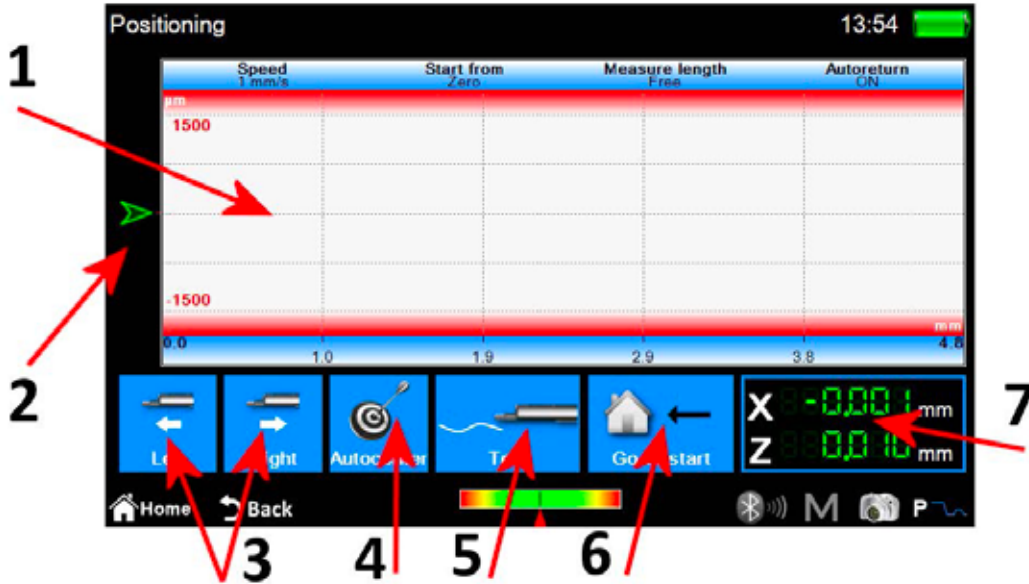 Positioning 13:54
1
Speed Start from Measure length Autoreturn
1 mm/s Zero Free ON
µm
1500
-1500
mm
0.0 4.8
1.0 1.9 2.9 3.8
2
7
X -0,001 mm
Z 0,010 mm
Home Back
M P
3 4 5 6